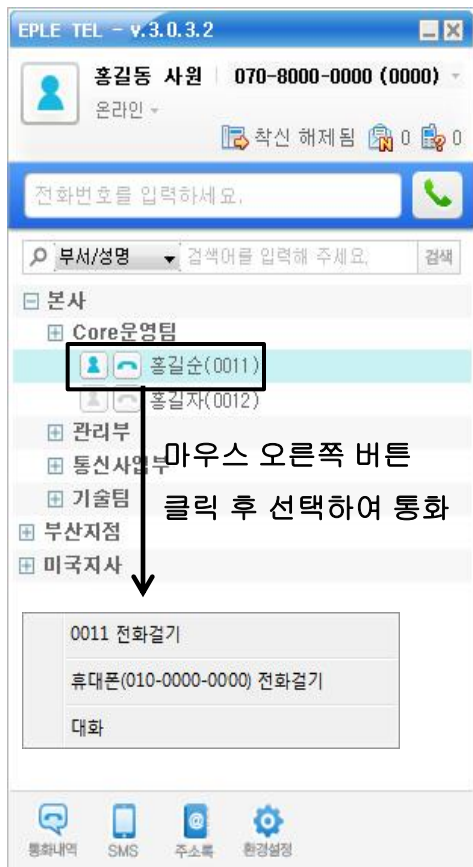 EPLE TEL - v.3.0.3.2
홍길동 사원 070-8000-0000 (0000)
온라인
착신 해제됨 0 0
전화번호를 입력하세요.
부서/성명 검색어를 입력해 주세요. 검색
본사
Core운영팀
홍길순(0011)
홍길자(0012)
관리부
통신사업부
기술팀
부산지점
미국지사
마우스 오른쪽 버튼
클릭 후 선택하여 통화
0011 전화걸기
휴대폰(010-0000-0000) 전화걸기
대화
통화내역 SMS 주소록 환경설정